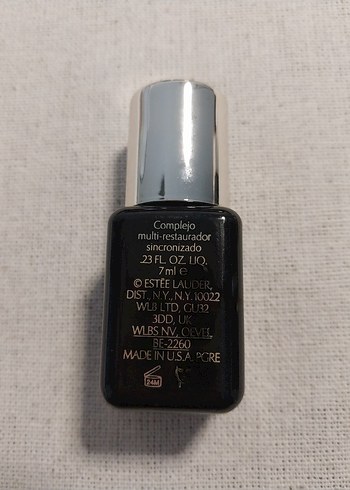 Complejo
multi-restaurador
sincronizado
.23 FL. OZ. LIQ.
7 ml e
© ESTÉE LAUDER,
DIST., N.Y., N.Y. 10022
WLB LTD, GU32
3DD, UK
WLBS NV, OEVEL,
BE-2260
MADE IN U.S.A. PGRE
24M